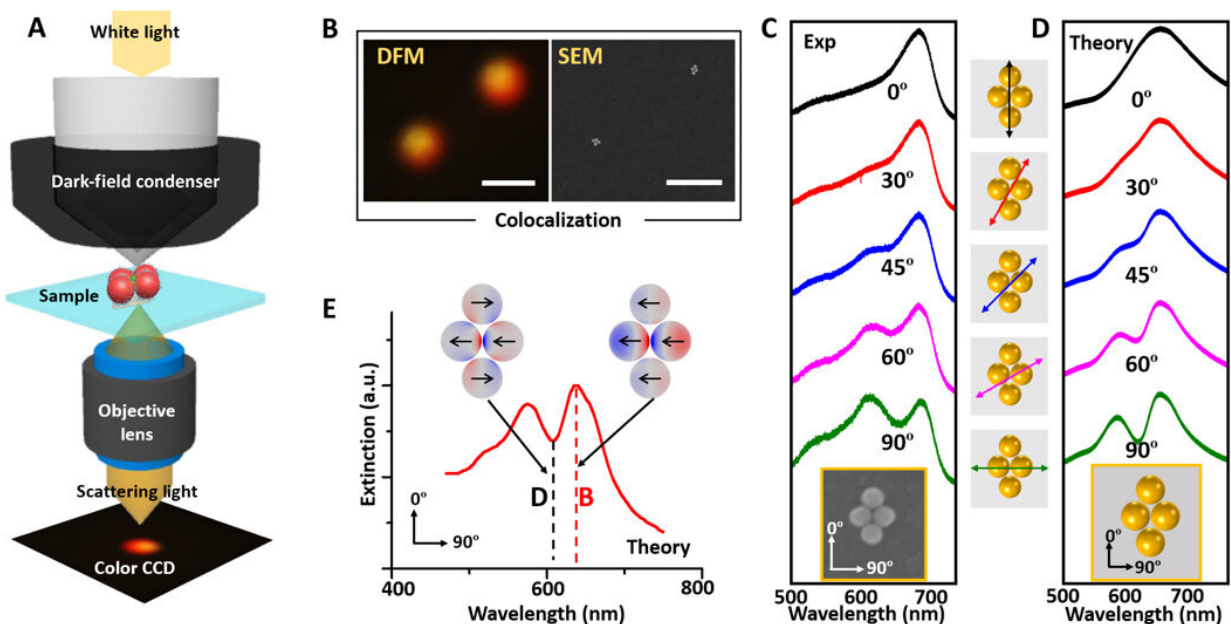 A
White light
Dark-field condenser
Sample
Objective
lens
Scattering light
Color CCD
B
DFM
SEM
Colocalization
E
Extinction (a.u.)
0°
90°
D
B
Theory
600
800
Wavelength (nm)
C
Exp
0°
30°
45°
60°
90°
0°
90°
500
600
700
Wavelength (nm)
D
Theory
0°
30°
45°
60°
90°
0°
90°
500
600
700
Wavelength (nm)